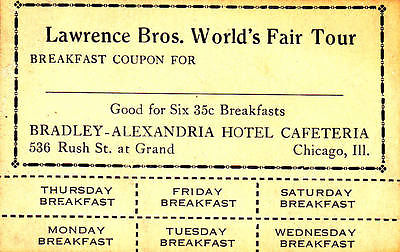 Lawrence Bros. World's Fair Tour
BREAKFAST COUPON FOR
Good for Six 35c Breakfasts
BRADLEY-ALEXANDRIA HOTEL CAFETERIA
536 Rush St. at Grand Chicago, Ill.
THURSDAY BREAKFAST
FRIDAY BREAKFAST
SATURDAY BREAKFAST
MONDAY BREAKFAST
TUESDAY BREAKFAST
WEDNESDAY BREAKFAST